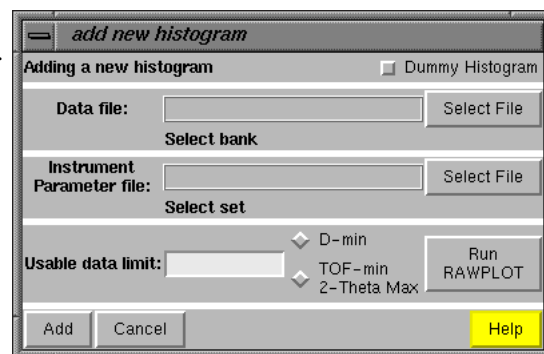 add new histogram
Adding a new histogram Dummy Histogram
Data file: Select File
Select bank
Instrument
Parameter file: Select File
Select set
Usable data limit: D-min
TOF-min
2-Theta Max
Run
RAWPLOT
Add Cancel Help